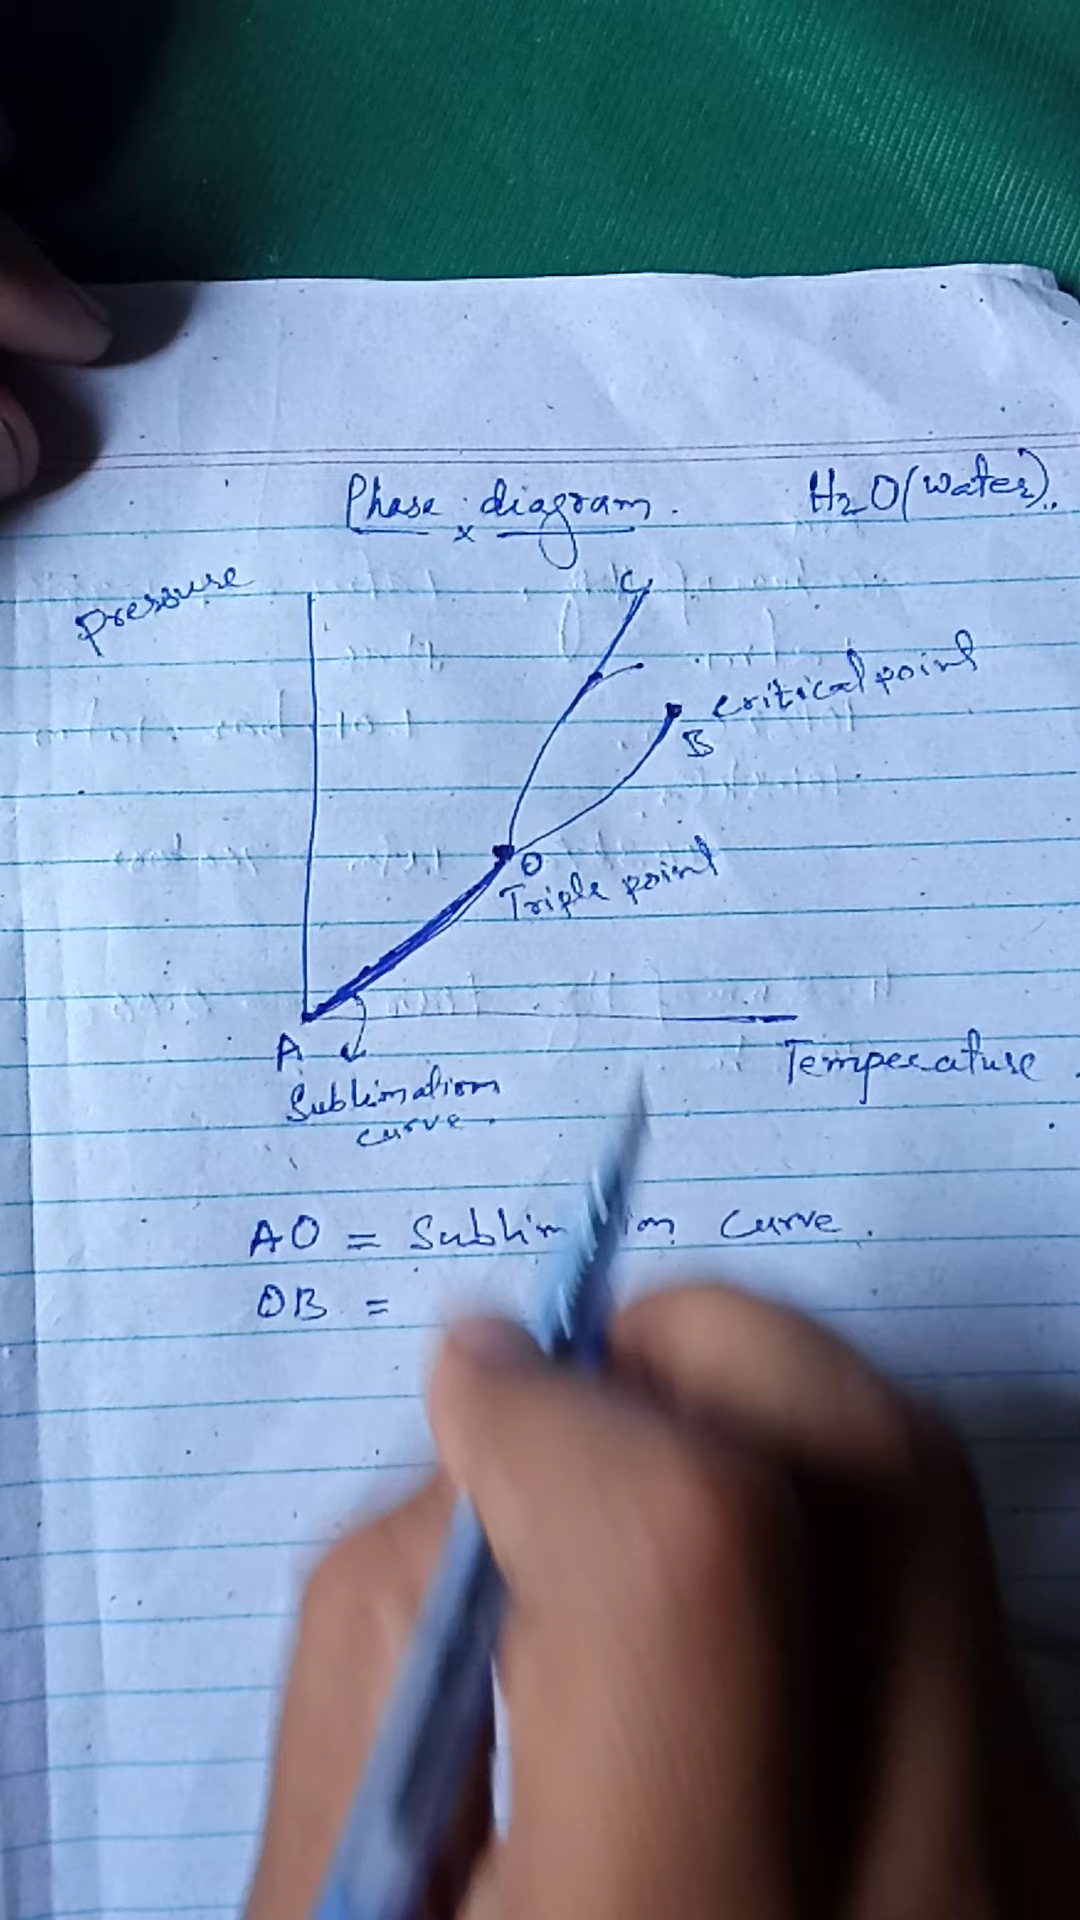 Phase diagram. H2O (water).
pressure
C
critical point
B
O
Triple point
A
Temperature.
Sublimation
curve.
AO = Sublim ion curve.
OB =